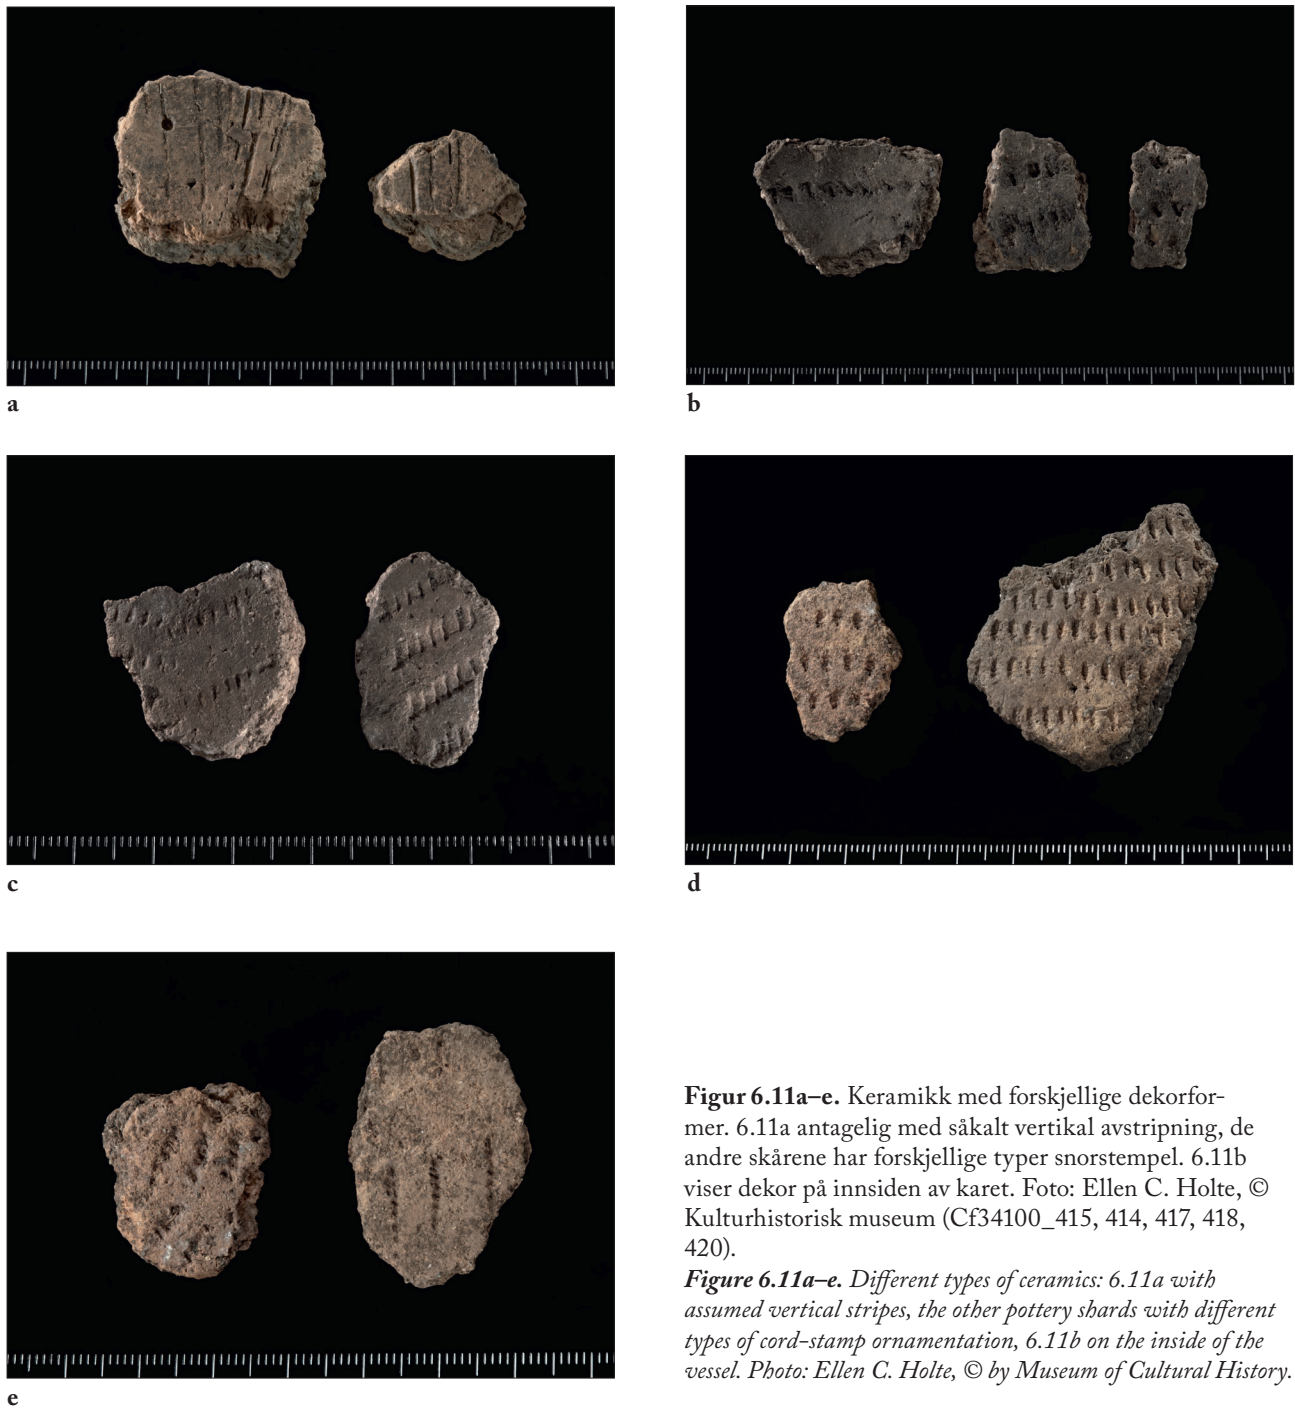 a
b
c
d
e
Figur 6.11a–e. Keramikk med forskjellige dekorfor-
mer. 6.11a antagelig med såkalt vertikal avstripning, de
andre skårene har forskjellige typer snorstempel. 6.11b
viser dekor på innsiden av karet. Foto: Ellen C. Holte, ©
Kulturhistorisk museum (Cf34100_415, 414, 417, 418,
420).
Figure 6.11a–e. Different types of ceramics: 6.11a with
assumed vertical stripes, the other pottery shards with different
types of cord-stamp ornamentation, 6.11b on the inside of the
vessel. Photo: Ellen C. Holte, © by Museum of Cultural History.